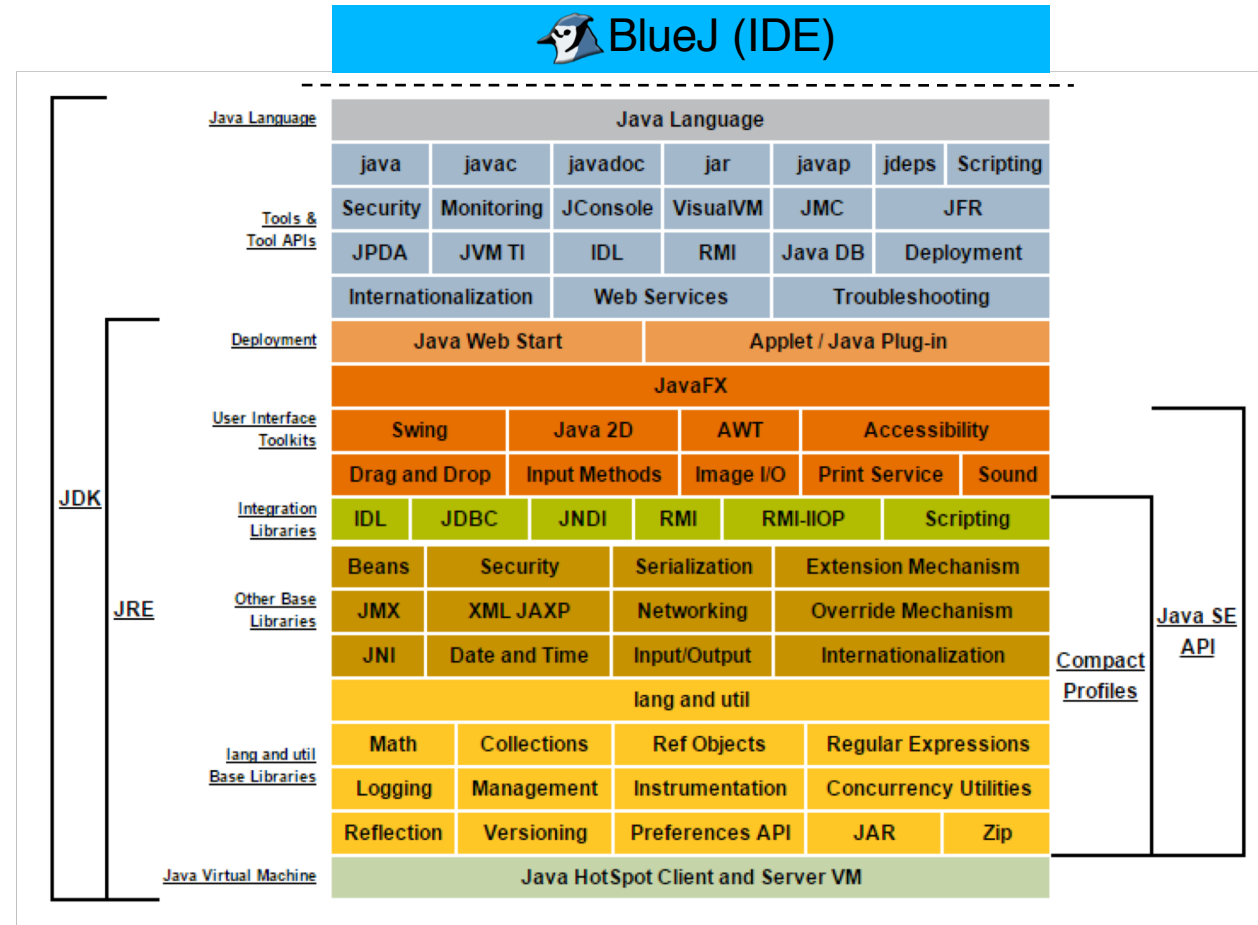 BlueJ (IDE)
Java Language
Java Language
java javac javadoc jar javap jdeps Scripting
Tools &
Tool APIs
Security Monitoring JConsole VisualVM JMC JFR
JPDA JVM TI IDL RMI Java DB Deployment
Internationalization Web Services Troubleshooting
Deployment
Java Web Start Applet / Java Plug-in
JavaFX
User Interface
Toolkits
Swing Java 2D AWT Accessibility
Drag and Drop Input Methods Image I/O Print Service Sound
JDK
Integration
Libraries
IDL JDBC JNDI RMI RMI-IIOP Scripting
Beans Security Serialization Extension Mechanism
JRE
Other Base
Libraries
JMX XML JAXP Networking Override Mechanism
Java SE
API
JNI Date and Time Input/Output Internationalization
Compact
Profiles
lang and util
lang and util
Base Libraries
Math Collections Ref Objects Regular Expressions
Logging Management Instrumentation Concurrency Utilities
Reflection Versioning Preferences API JAR Zip
Java Virtual Machine
Java HotSpot Client and Server VM